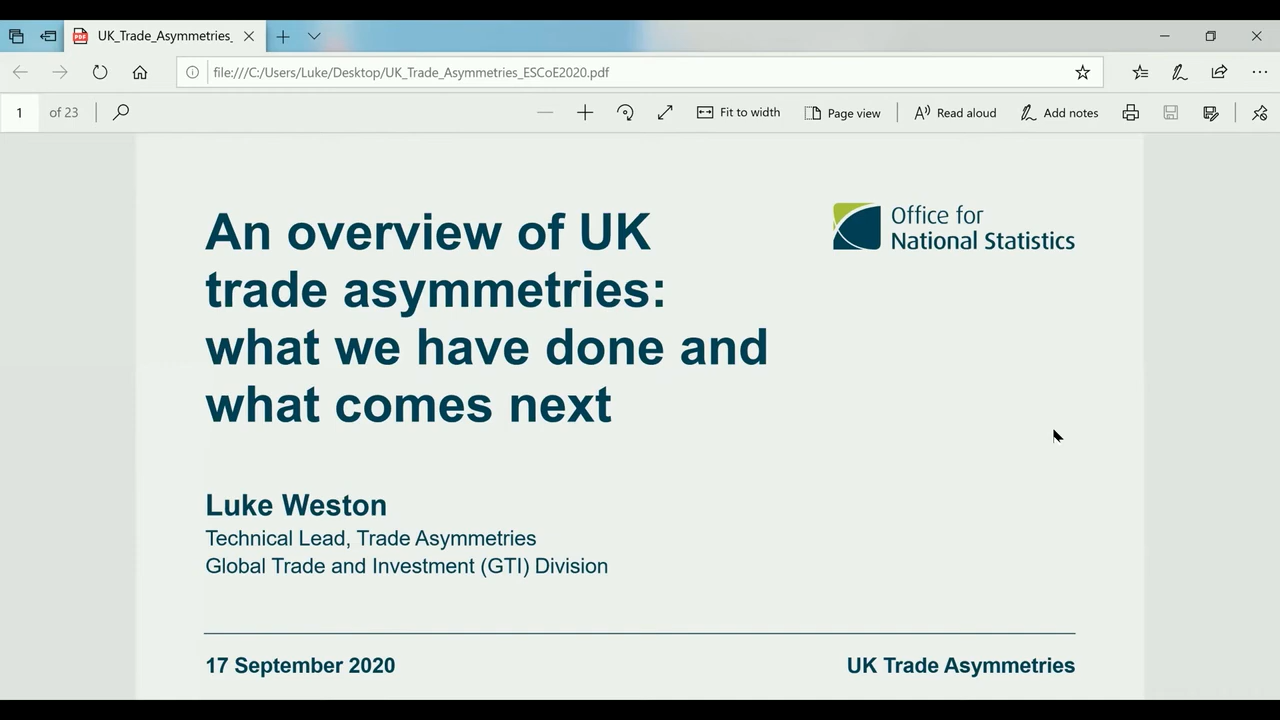 UK_Trade_Asymmetries_
file:///C:/Users/Luke/Desktop/UK_Trade_Asymmetries_ESCoE2020.pdf
1 of 23
Fit to width
Page view
Read aloud
Add notes
PDF
An overview of UK
trade asymmetries:
what we have done and
what comes next
Office for
National Statistics
Luke Weston
Technical Lead, Trade Asymmetries
Global Trade and Investment (GTI) Division
17 September 2020
UK Trade Asymmetries